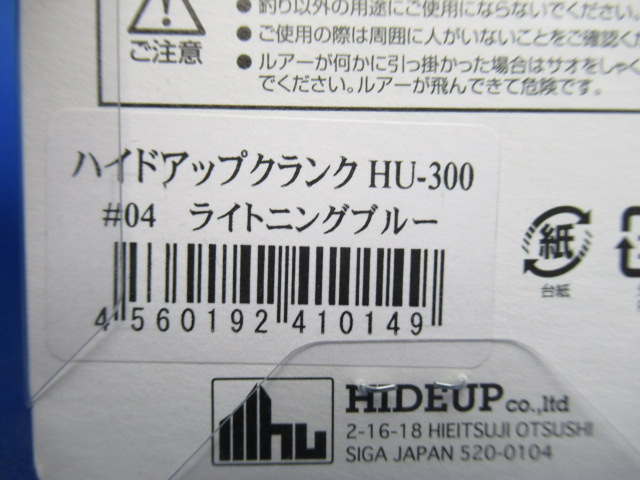 釣り以外の用途にご使用にならないでください。
ご注意
● ご使用の際は周囲に人がいないことをご確認くだ
● ルアーが何かに引っ掛かった場合はサオをしゃく
でください。ルアーが飛んできて危険です。
ハイドアップクランク HU-300
#04 ライトニングブルー
4 560192 410149
紙
台紙
hu
HIDEUP co.,ltd
2-16-18 HIEITSUJI OTSUSHI
SIGA JAPAN 520-0104